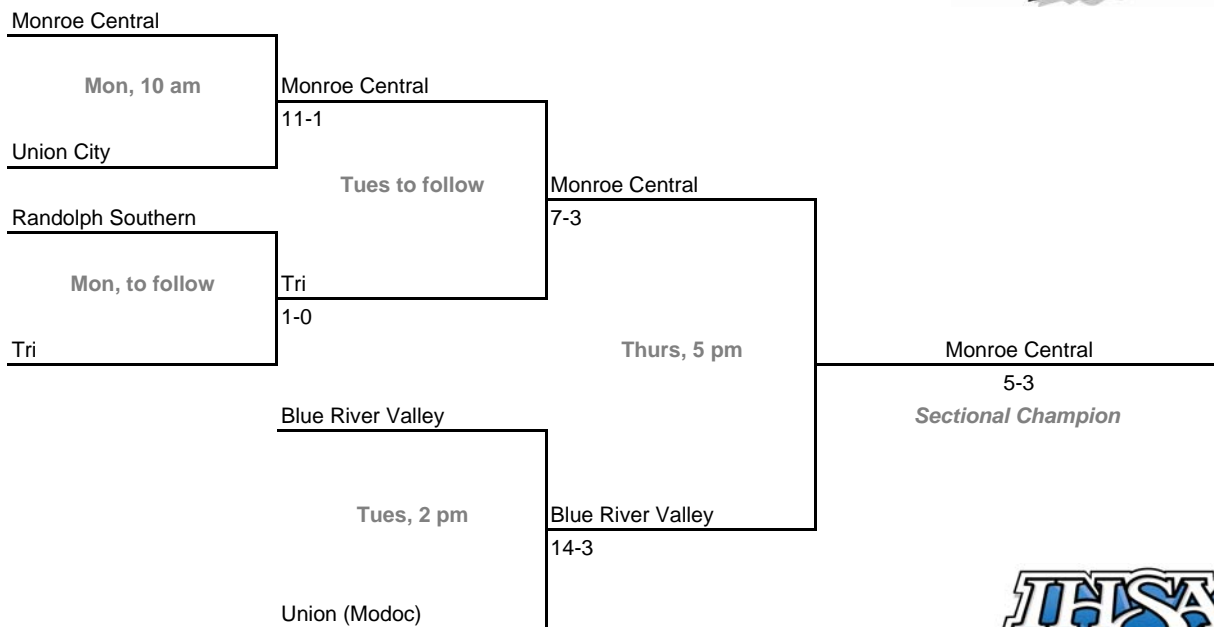 Monroe Central
Mon, 10 am
Monroe Central
11-1
Union City
Tues to follow
Monroe Central
7-3
Randolph Southern
Mon, to follow
Tri
1-0
Tri
Thurs, 5 pm
Monroe Central
5-3
Sectional Champion
Blue River Valley
Tues, 2 pm
Blue River Valley
14-3
Union (Modoc)
IHSA